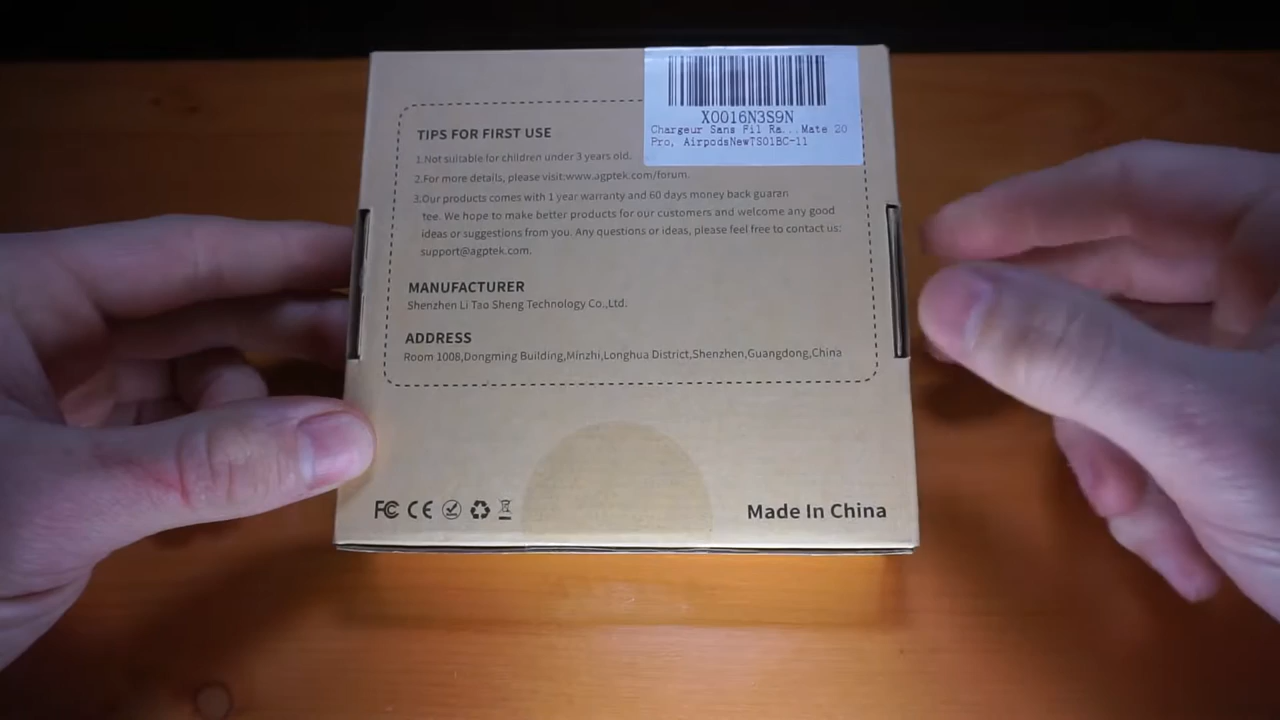 X0016N3S9N
Chargeur Sans Fil Ra...Mate 20
Pro, AirpodsNewTS01BC-11
TIPS FOR FIRST USE
1.Not suitable for children under 3 years old.
2.For more details, please visit:www.agptek.com/forum.
3.Our products comes with 1 year warranty and 60 days money back guaran
tee. We hope to make better products for our customers and welcome any good
ideas or suggestions from you. Any questions or ideas, please feel free to contact us:
support@agptek.com.
MANUFACTURER
Shenzhen Li Tao Sheng Technology Co.,Ltd.
ADDRESS
Room 1008,Dongming Building,Minzhi,Longhua District,Shenzhen,Guangdong,China
FC CE
Made In China